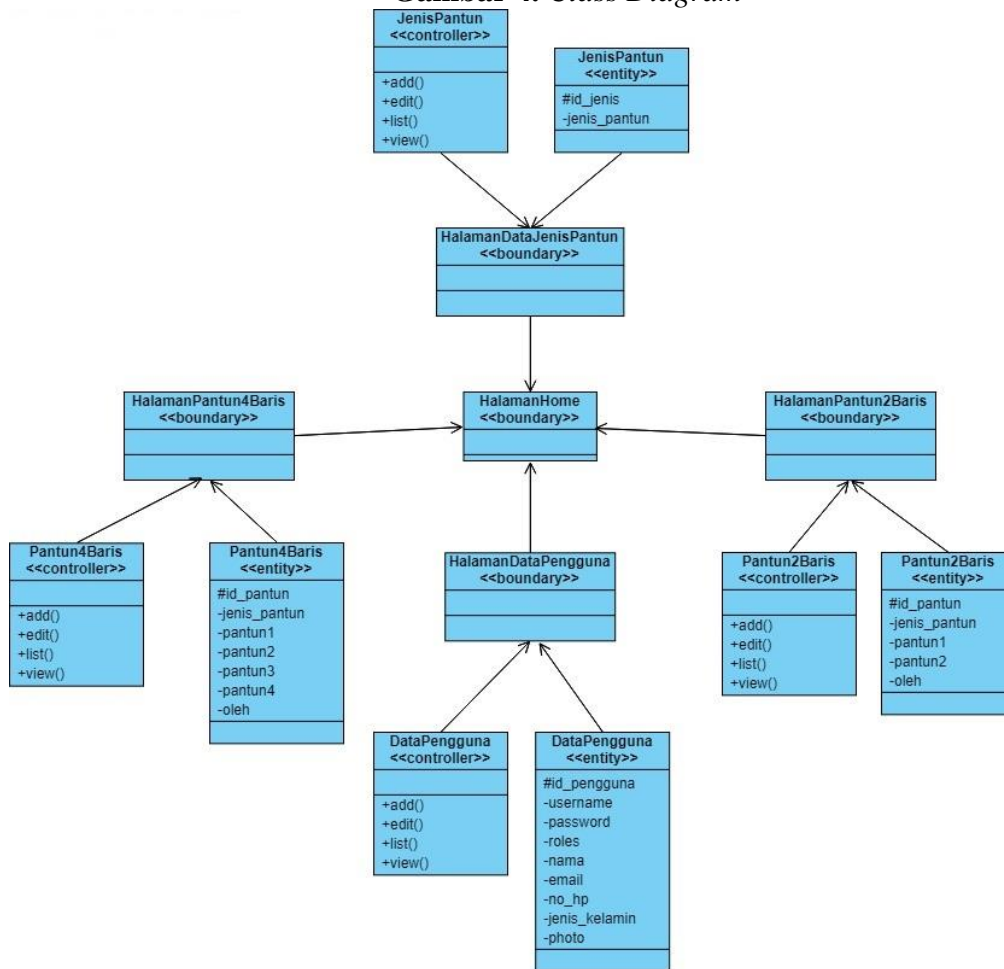 Class Diagram
JenisPantun
<<controller>>
+add()
+edit()
+list()
+view()
JenisPantun
<<entity>>
#id_jenis
-jenis_pantun
HalamanDataJenisPantun
<<boundary>>
HalamanPantun4Baris
<<boundary>>
HalamanHome
<<boundary>>
HalamanPantun2Baris
<<boundary>>
Pantun4Baris
<<controller>>
+add()
+edit()
+list()
+view()
Pantun4Baris
<<entity>>
#id_pantun
-jenis_pantun
-pantun1
-pantun2
-pantun3
-pantun4
-oleh
HalamanDataPengguna
<<boundary>>
Pantun2Baris
<<controller>>
+add()
+edit()
+list()
+view()
Pantun2Baris
<<entity>>
#id_pantun
-jenis_pantun
-pantun1
-pantun2
-oleh
DataPengguna
<<controller>>
+add()
+edit()
+list()
+view()
DataPengguna
<<entity>>
#id_pengguna
-username
-password
-roles
-nama
-email
-no_hp
-jenis_kelamin
-photo